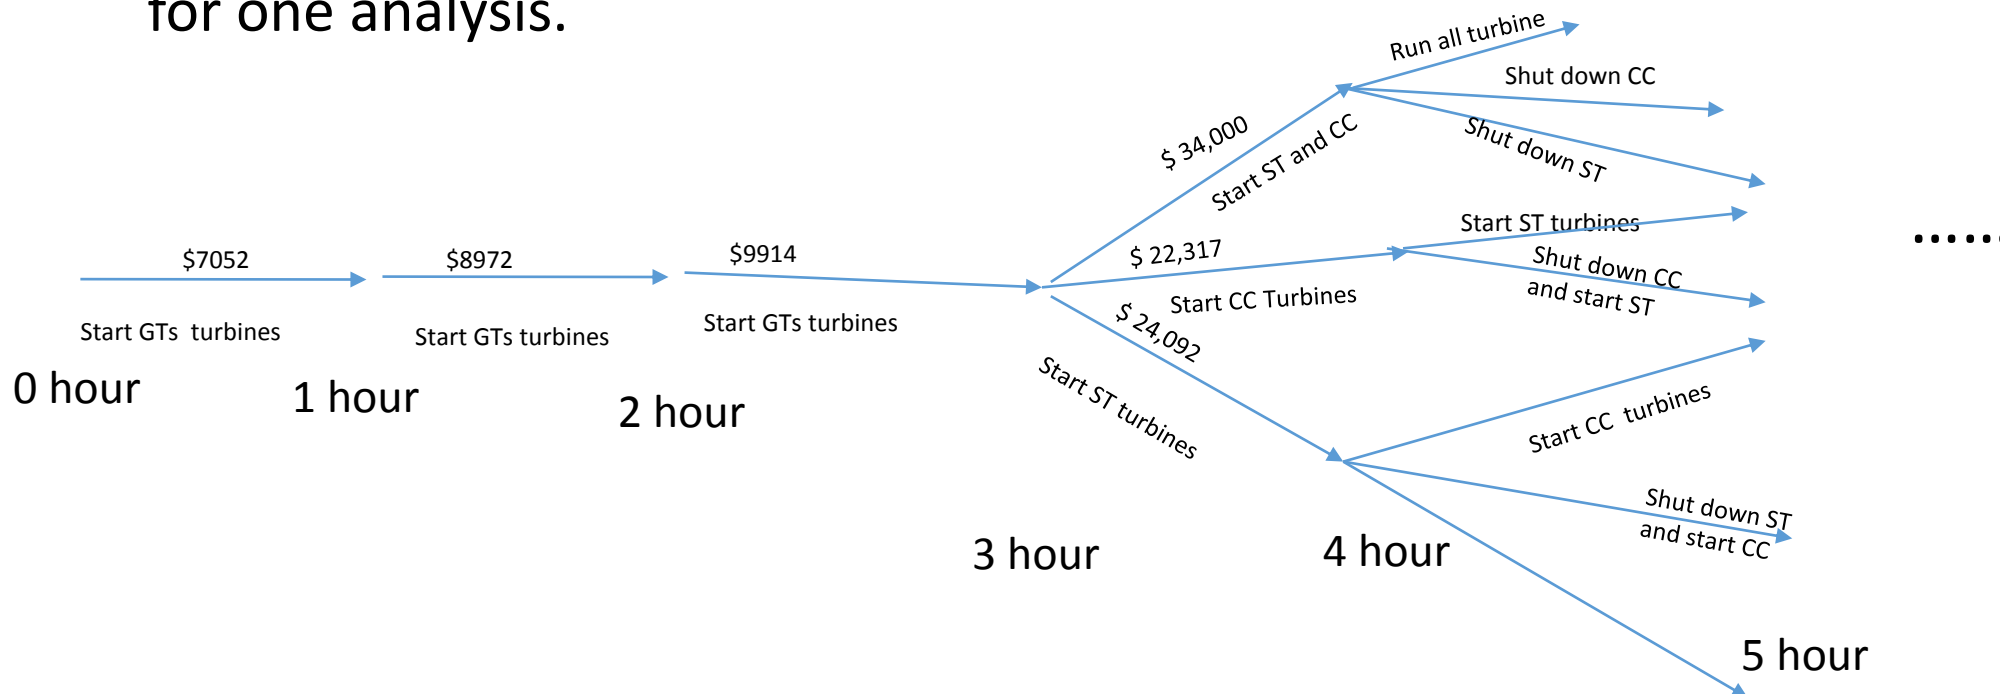 for one analysis.
Run all turbine
Shut down CC
$ 34,000
Start ST and CC
Shut down ST
Start ST turbines
$7052
$8972
$9914
$ 22,317
Shut down CC
and start ST
......
Start GTs  turbines
Start GTs turbines
Start GTs turbines
Start CC Turbines
$ 24,092
Start ST turbines
0 hour
1 hour
2 hour
Start CC  turbines
Shut down ST
and start CC
3 hour
4 hour
5 hour